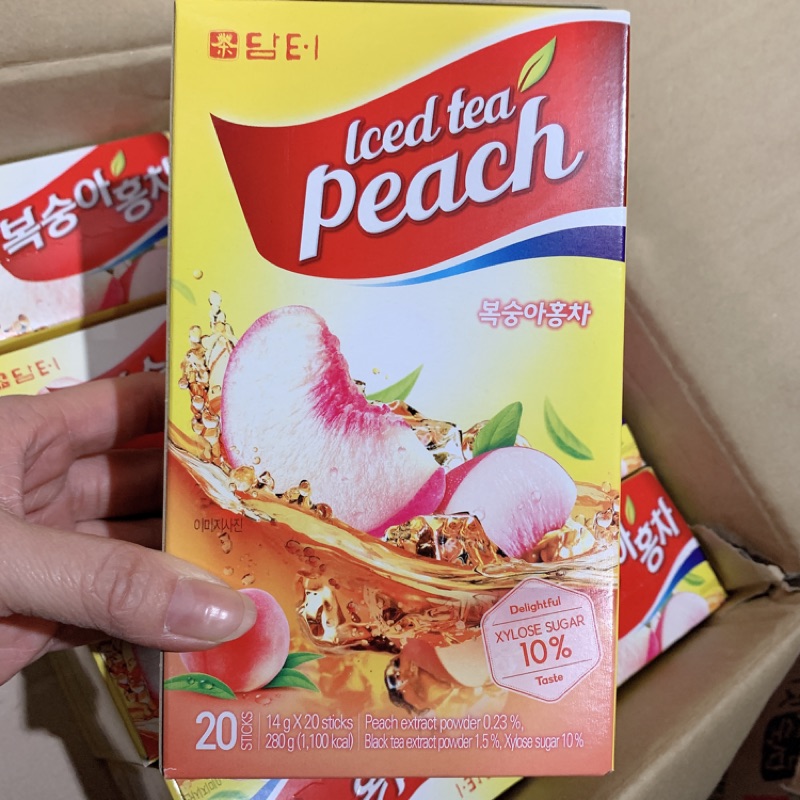 茶 담터
Iced tea
peach
복숭아홍차
이미지사진
Delightful
XYLOSE SUGAR
10%
Taste
20 STICKS
14 g X 20 sticks
280 g (1,100 kcal)
Peach extract powder 0.23 %,
Black tea extract powder 1.5 %, Xylose sugar 10 %
복숭아홍차
담터
아홍차